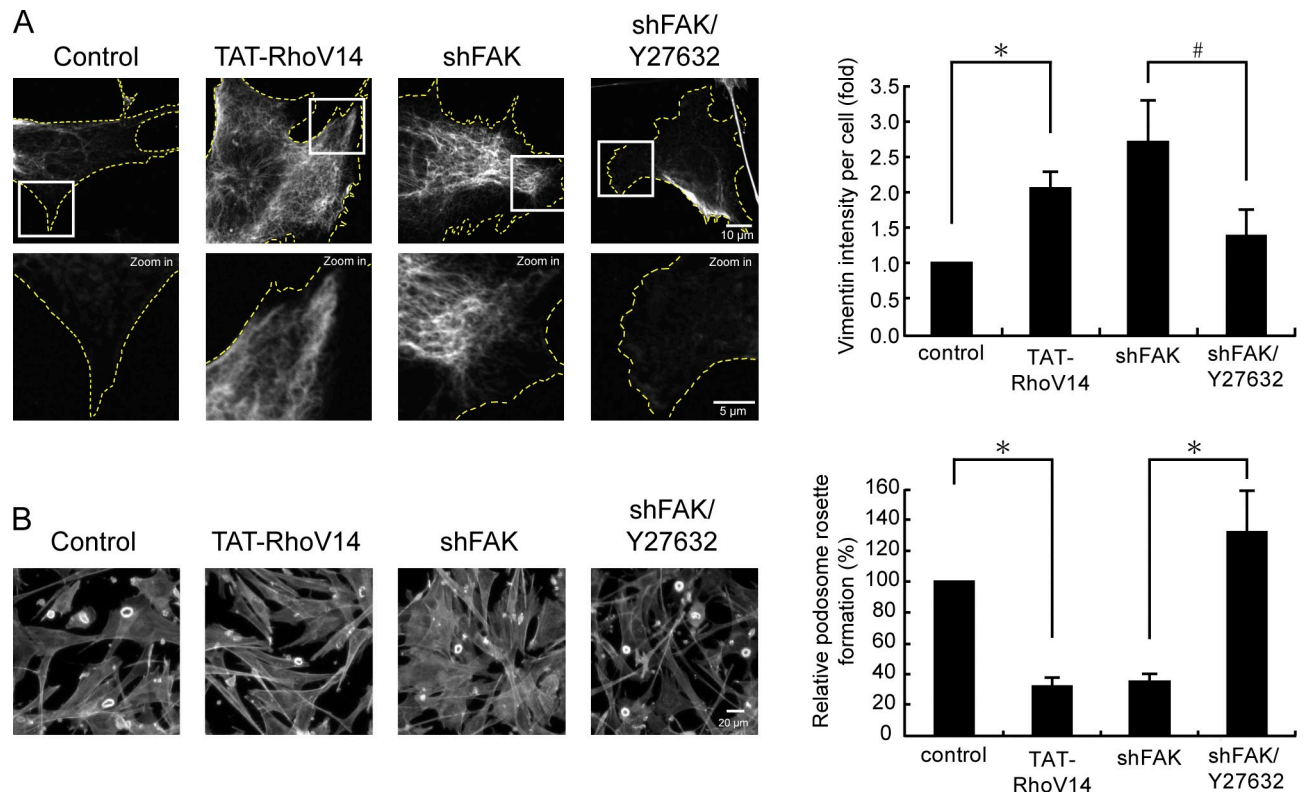 A
Control
TAT-RhoV14
shFAK
shFAK/
Y27632
10 µm
Zoom in
Zoom in
Zoom in
Zoom in
5 µm
Vimentin intensity per cell (fold)
*
#
3.5
3.0
2.5
2.0
1.5
1.0
0.5
0.0
control
TAT-
RhoV14
shFAK
shFAK/
Y27632
B
Control
TAT-RhoV14
shFAK
shFAK/
Y27632
20 µm
Relative podosome rosette
formation (%)
*
*
160
140
120
100
80
60
40
20
0
control
TAT-
RhoV14
shFAK
shFAK/
Y27632